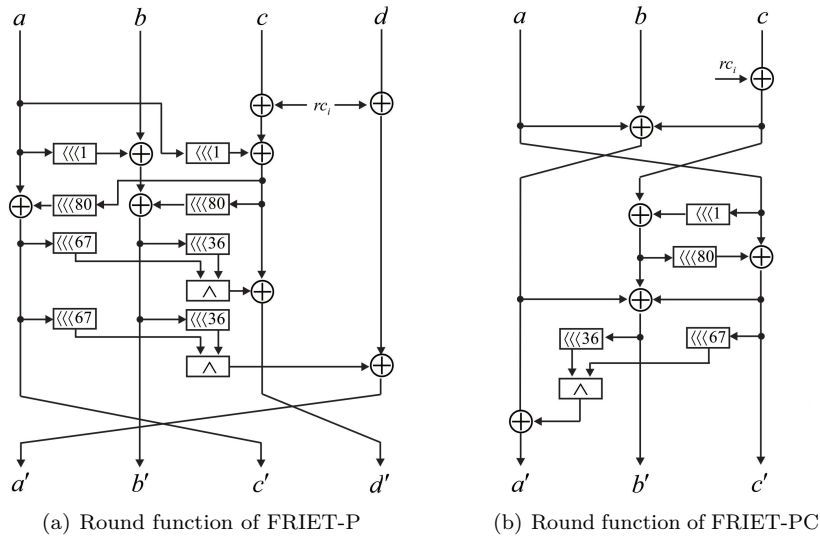 a b c d
rc_i
⋘1 ⋘1
⋘80 ⋘80
⋘67 ⋘36
∧
⋘67 ⋘36
∧
a′ b′ c′ d′
(a) Round function of FRIET-P
a b c
rc_i
⋘1
⋘80
⋘36 ⋘67
∧
a′ b′ c′
(b) Round function of FRIET-PC